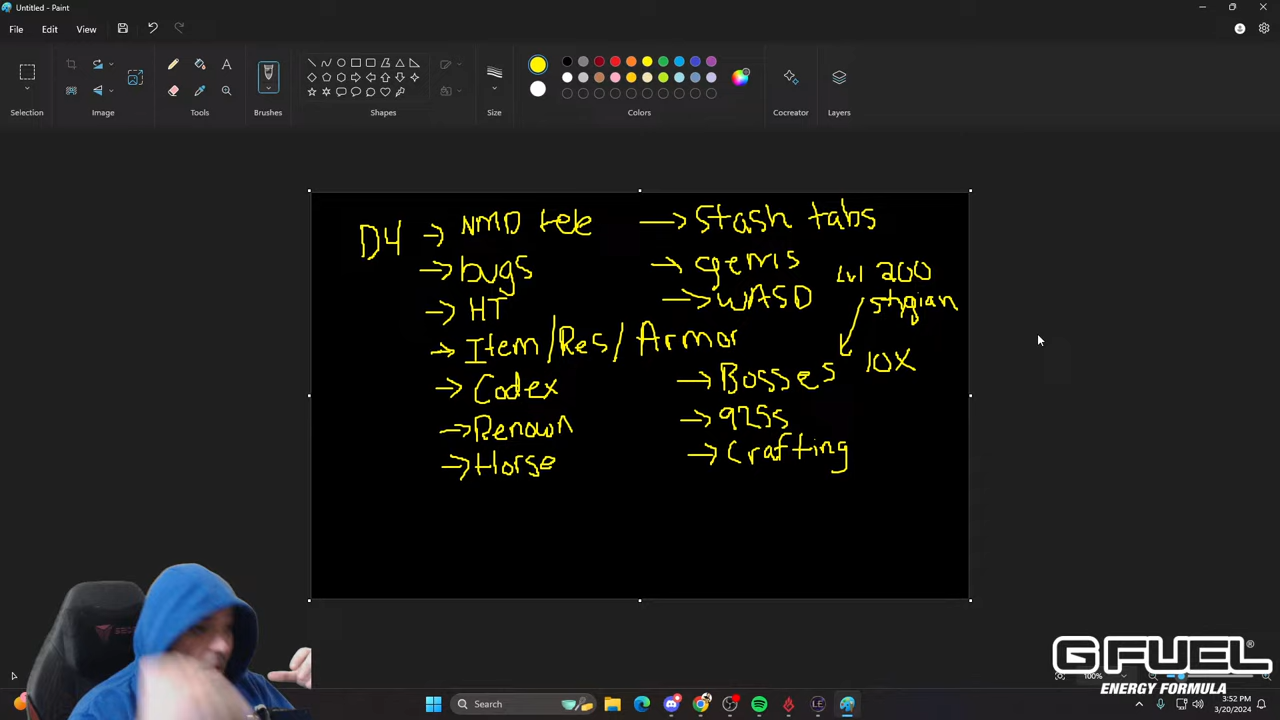 Untitled - Paint
File Edit View
Selection Image Tools Brushes Shapes Size Colors Cocreator Layers
D4 → NMD tele
→ bugs
→ HT
→ Item/Res/Armor
→ Codex
→ Renown
→ Horse
→ Stash tabs
→ gems
→ WASD
lvl 200
stygian
→ Bosses 10X
→ 925s
→ Crafting
GFUEL
ENERGY FORMULA
100%
Search
3:52 PM
3/20/2024